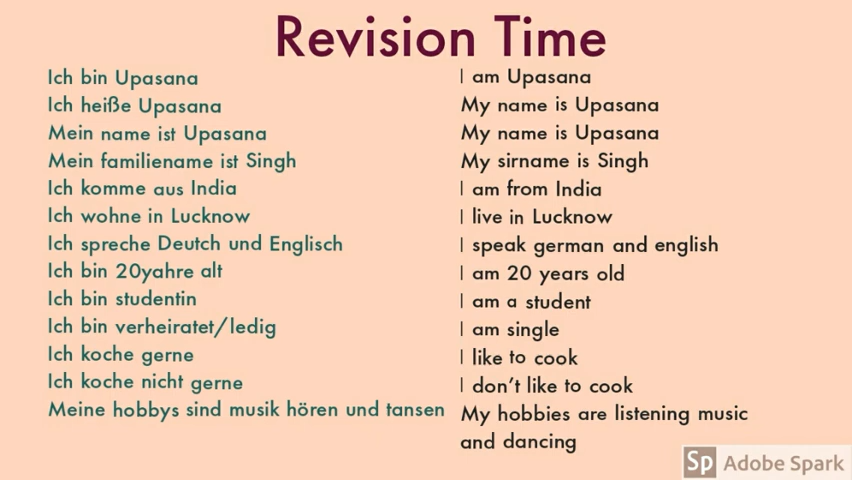 Revision Time
Ich bin Upasana
Ich heiße Upasana
Mein name ist Upasana
Mein familiename ist Singh
Ich komme aus India
Ich wohne in Lucknow
Ich spreche Deutch und Englisch
Ich bin 20yahre alt
Ich bin studentin
Ich bin verheiratet/ledig
Ich koche gerne
Ich koche nicht gerne
Meine hobbys sind musik hören und tansen
I am Upasana
My name is Upasana
My name is Upasana
My sirname is Singh
I am from India
I live in Lucknow
I speak german and english
I am 20 years old
I am a student
I am single
I like to cook
I don't like to cook
My hobbies are listening music
and dancing
Sp Adobe Spark